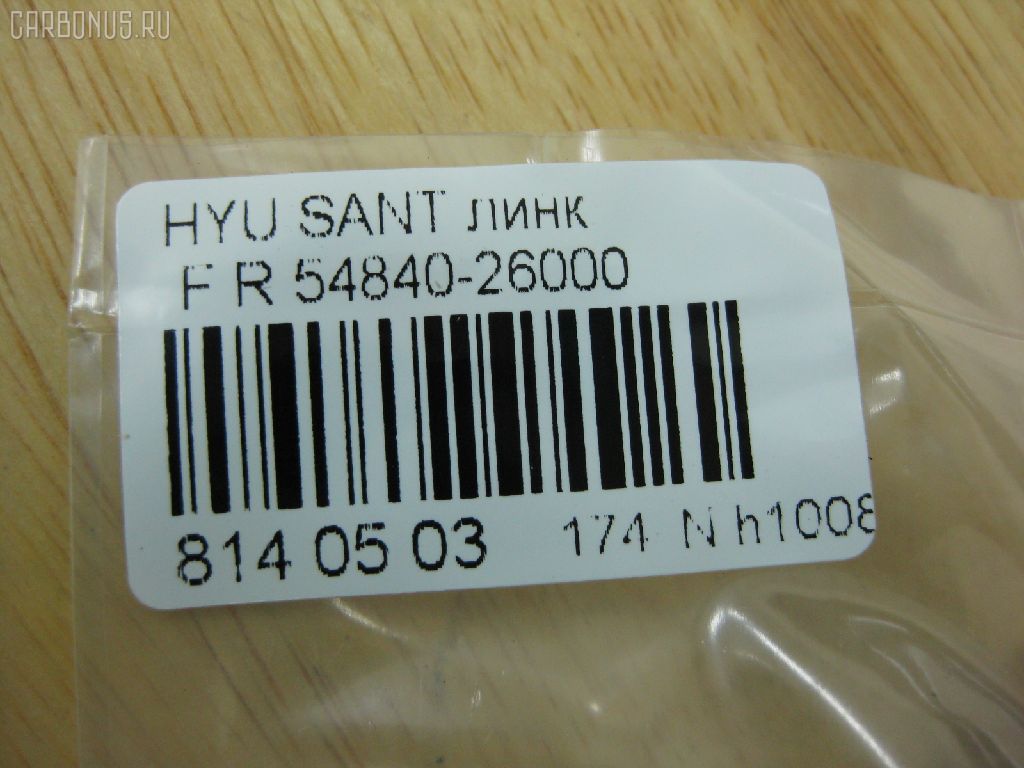 CARBONUS.RU
HYU SANT линк
F R 54840-26000
814 05 03 174 N h1008